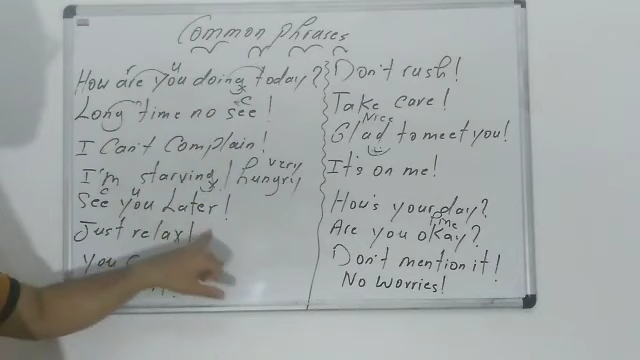 Common Phrases
How are you doing today?
Long time no see!
I can't complain!
I'm starving! very hungry
See you Later!
Just relax!
You
Don't rush!
Take care!
Nice
Glad to meet you!
It's on me!
How's your day?
Are you okay?
Don't mention it!
No worries!